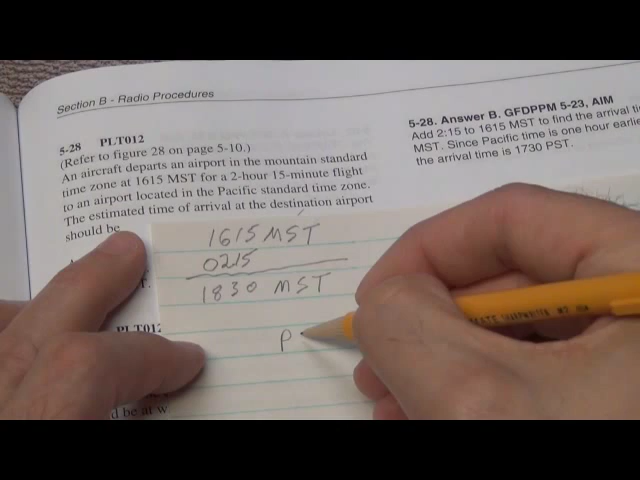 Section B - Radio Procedures
5-28 PLT012
(Refer to figure 28 on page 5-10.)
An aircraft departs an airport in the mountain standard
time zone at 1615 MST for a 2-hour 15-minute flight
to an airport located in the Pacific standard time zone.
The estimated time of arrival at the destination airport
should be
5-28. Answer B. GFDPPM 5-23, AIM
Add 2:15 to 1615 MST to find the arrival
MST. Since Pacific time is one hour
the arrival time is 1730 PST.
1615 MST
0215
1830 MST
P
PLT012
d be at w